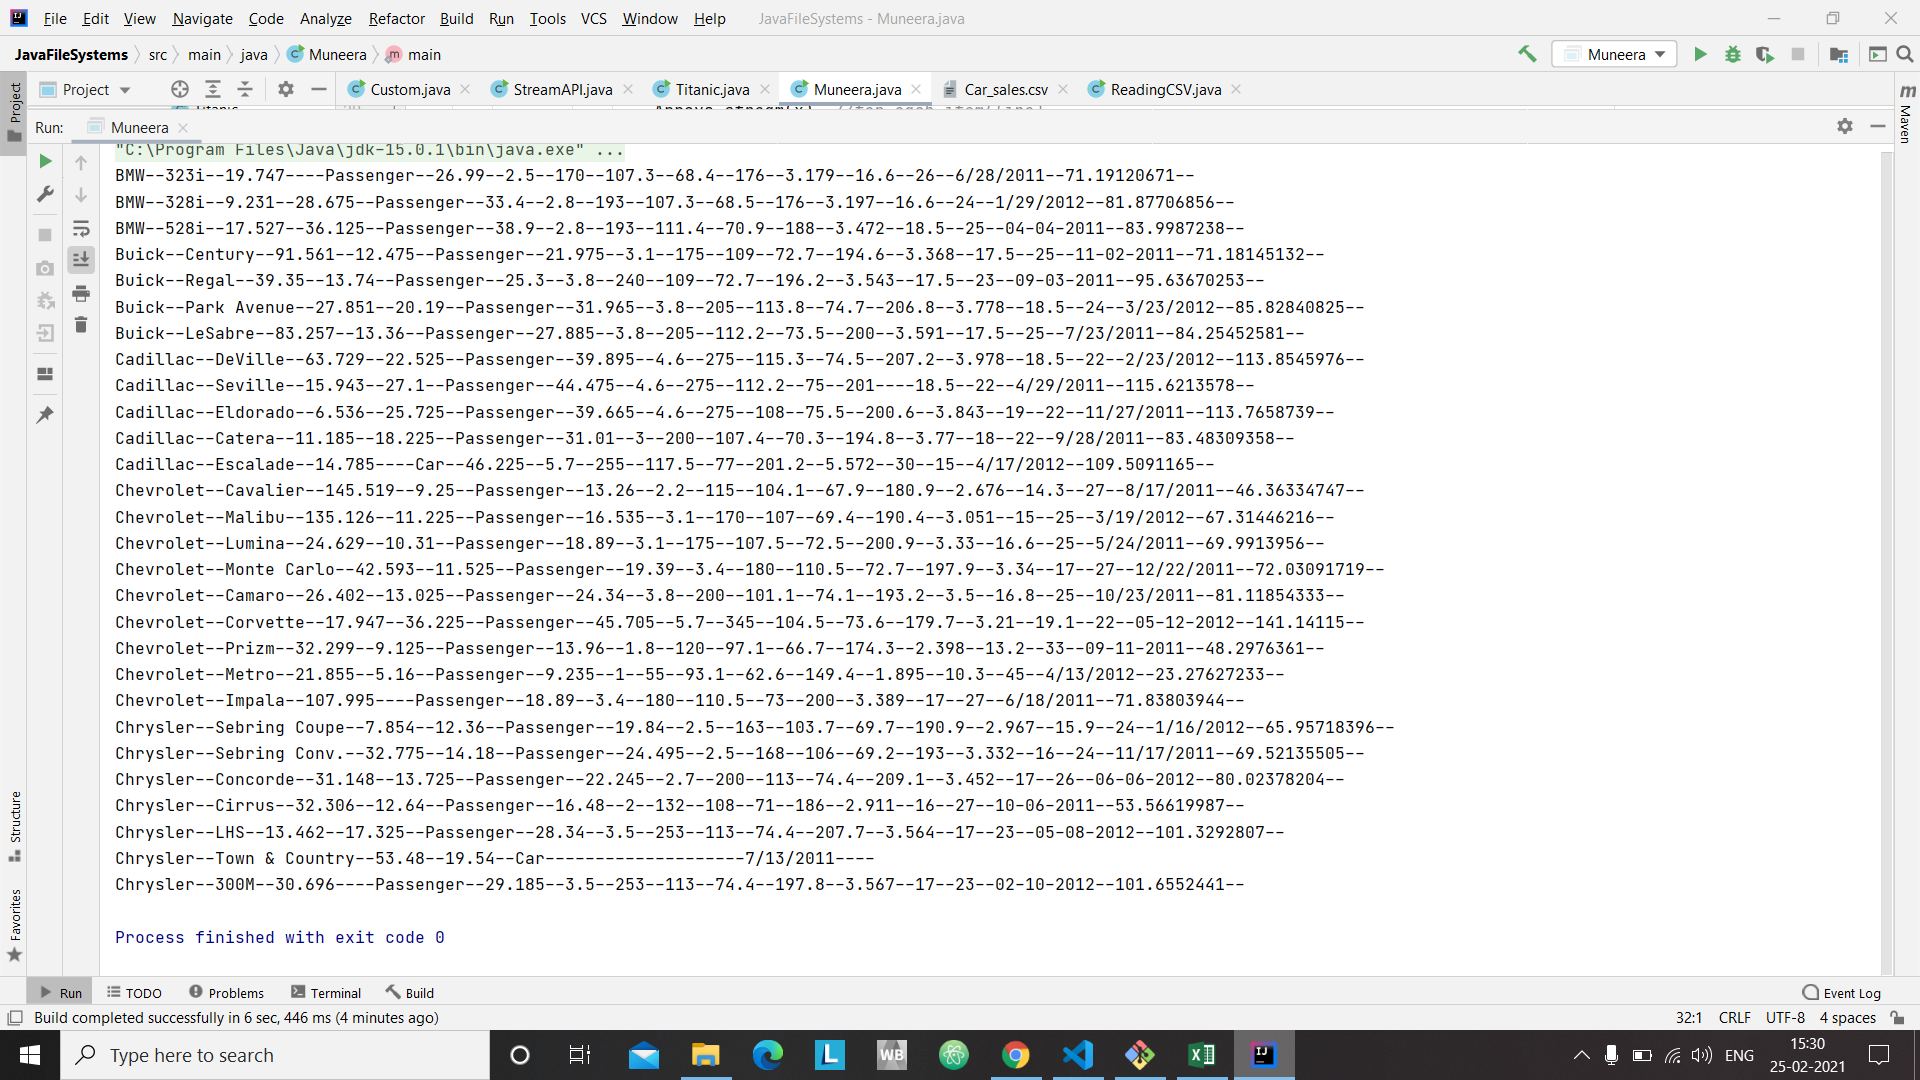 File Edit View Navigate Code Analyze Refactor Build Run Tools VCS Window Help JavaFileSystems - Muneera.java
JavaFileSystems src main java Muneera main Muneera
Project Custom.java StreamAPI.java Titanic.java Muneera.java Car_sales.csv ReadingCSV.java
Run: Muneera
"C:\Program Files\Java\jdk-15.0.1\bin\java.exe" ...
BMW--323i--19.747----Passenger--26.99--2.5--170--107.3--68.4--176--3.179--16.6--26--6/28/2011--71.19120671--
BMW--328i--9.231--28.675--Passenger--33.4--2.8--193--107.3--68.5--176--3.197--16.6--24--1/29/2012--81.87706856--
BMW--528i--17.527--36.125--Passenger--38.9--2.8--193--111.4--70.9--188--3.472--18.5--25--04-04-2011--83.9987238--
Buick--Century--91.561--12.475--Passenger--21.975--3.1--175--109--72.7--194.6--3.368--17.5--25--11-02-2011--71.18145132--
Buick--Regal--39.35--13.74--Passenger--25.3--3.8--240--109--72.7--196.2--3.543--17.5--23--09-03-2011--95.63670253--
Buick--Park Avenue--27.851--20.19--Passenger--31.965--3.8--205--113.8--74.7--206.8--3.778--18.5--24--3/23/2012--85.82840825--
Buick--LeSabre--83.257--13.36--Passenger--27.885--3.8--205--112.2--73.5--200--3.591--17.5--25--7/23/2011--84.25452581--
Cadillac--DeVille--63.729--22.525--Passenger--39.895--4.6--275--115.3--74.5--207.2--3.978--18.5--22--2/23/2012--113.8545976--
Cadillac--Seville--15.943--27.1--Passenger--44.475--4.6--275--112.2--75--201----18.5--22--4/29/2011--115.6213578--
Cadillac--Eldorado--6.536--25.725--Passenger--39.665--4.6--275--108--75.5--200.6--3.843--19--22--11/27/2011--113.7658739--
Cadillac--Catera--11.185--18.225--Passenger--31.01--3--200--107.4--70.3--194.8--3.77--18--22--9/28/2011--83.48309358--
Cadillac--Escalade--14.785----Car--46.225--5.7--255--117.5--77--201.2--5.572--30--15--4/17/2012--109.5091165--
Chevrolet--Cavalier--145.519--9.25--Passenger--13.26--2.2--115--104.1--67.9--180.9--2.676--14.3--27--8/17/2011--46.36334747--
Chevrolet--Malibu--135.126--11.225--Passenger--16.535--3.1--170--107--69.4--190.4--3.051--15--25--3/19/2012--67.31446216--
Chevrolet--Lumina--24.629--10.31--Passenger--18.89--3.1--175--107.5--72.5--200.9--3.33--16.6--25--5/24/2011--69.9913956--
Chevrolet--Monte Carlo--42.593--11.525--Passenger--19.39--3.4--180--110.5--72.7--197.9--3.34--17--27--12/22/2011--72.03091719--
Chevrolet--Camaro--26.402--13.025--Passenger--24.34--3.8--200--101.1--74.1--193.2--3.5--16.8--25--10/23/2011--81.11854333--
Chevrolet--Corvette--17.947--36.225--Passenger--45.705--5.7--345--104.5--73.6--179.7--3.21--19.1--22--05-12-2012--141.14115--
Chevrolet--Prizm--32.299--9.125--Passenger--13.96--1.8--120--97.1--66.7--174.3--2.398--13.2--33--09-11-2011--48.2976361--
Chevrolet--Metro--21.855--5.16--Passenger--9.235--1--55--93.1--62.6--149.4--1.895--10.3--45--4/13/2012--23.27627233--
Chevrolet--Impala--107.995----Passenger--18.89--3.4--180--110.5--73--200--3.389--17--27--6/18/2011--71.83803944--
Chrysler--Sebring Coupe--7.854--12.36--Passenger--19.84--2.5--163--103.7--69.7--190.9--2.967--15.9--24--1/16/2012--65.95718396--
Chrysler--Sebring Conv.--32.775--14.18--Passenger--24.495--2.5--168--106--69.2--193--3.332--16--24--11/17/2011--69.52135505--
Chrysler--Concorde--31.148--13.725--Passenger--22.245--2.7--200--113--74.4--209.1--3.452--17--26--06-06-2012--80.02378204--
Chrysler--Cirrus--32.306--12.64--Passenger--16.48--2--132--108--71--186--2.911--16--27--10-06-2011--53.56619987--
Chrysler--LHS--13.462--17.325--Passenger--28.34--3.5--253--113--74.4--207.7--3.564--17--23--05-08-2012--101.3292807--
Chrysler--Town & Country--53.48--19.54--Car--------------------7/13/2011----
Chrysler--300M--30.696----Passenger--29.185--3.5--253--113--74.4--197.8--3.567--17--23--02-10-2012--101.6552441--
Process finished with exit code 0
Project
Structure
Favorites
Maven
Run TODO Problems Terminal Build Event Log
Build completed successfully in 6 sec, 446 ms (4 minutes ago) 32:1 CRLF UTF-8 4 spaces
Type here to search ENG 15:30
25-02-2021